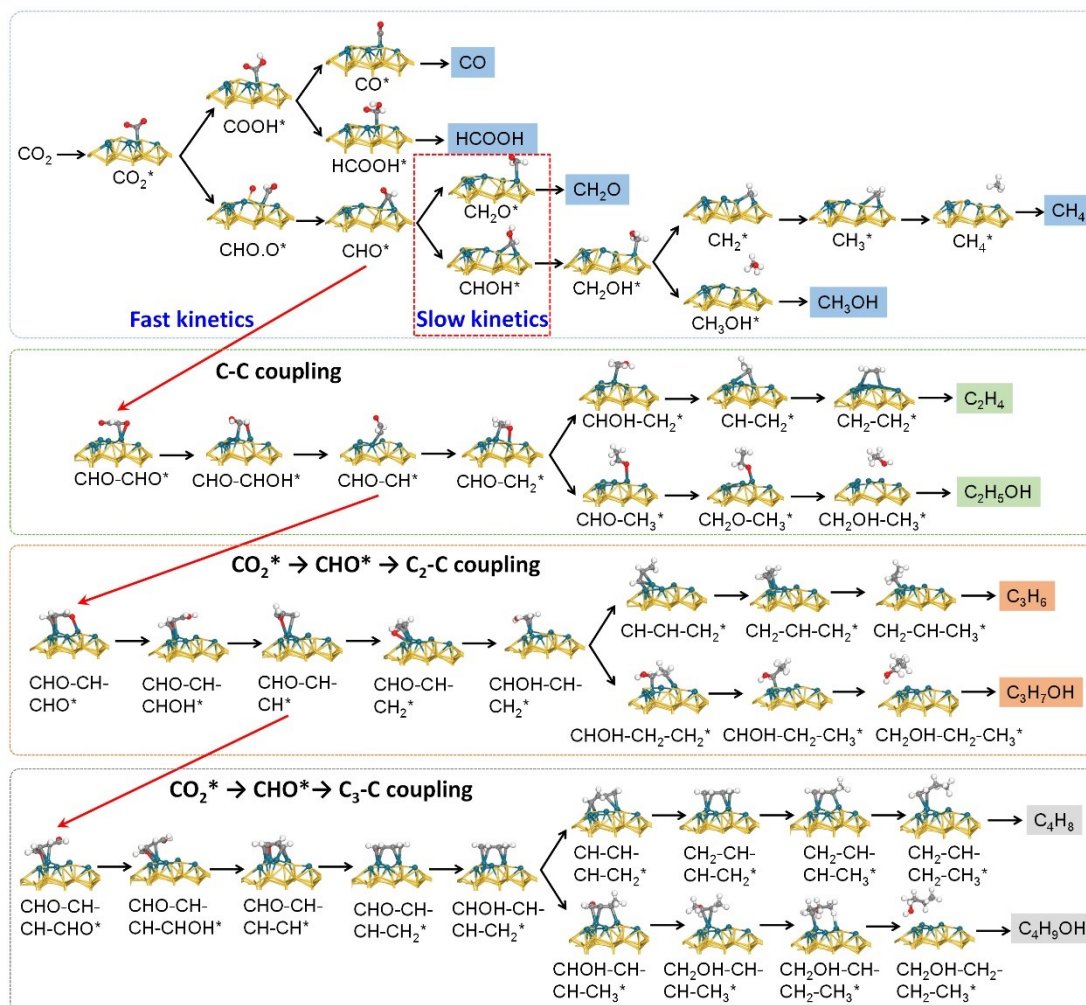 CO₂
CO₂*
COOH*
CO*
CO
HCOOH*
HCOOH
CHO.O*
CHO*
CH₂O*
CH₂O
CHOH*
CH₂OH*
CH₂*
CH₃*
CH₄*
CH₄
CH₃OH*
CH₃OH
Fast kinetics
Slow kinetics
C-C coupling
CHO-CHO*
CHO-CHOH*
CHO-CH*
CHO-CH₂*
CHOH-CH₂*
CH-CH₂*
CH₂-CH₂*
C₂H₄
CHO-CH₃*
CH₂O-CH₃*
CH₂OH-CH₃*
C₂H₅OH
CO₂* → CHO* → C₂-C coupling
CHO-CH-
CHO*
CHO-CH-
CHOH*
CHO-CH-
CH*
CHO-CH-
CH₂*
CHOH-CH-
CH₂*
CH-CH-CH₂*
CH₂-CH-CH₂*
CH₂-CH-CH₃*
C₃H₆
CHOH-CH₂-CH₂*
CHOH-CH₂-CH₃*
CH₂OH-CH₂-CH₃*
C₃H₇OH
CO₂* → CHO* → C₃-C coupling
CHO-CH-
CH-CHO*
CHO-CH-
CH-CHOH*
CHO-CH-
CH-CH*
CHO-CH-
CH-CH₂*
CHOH-CH-
CH-CH₂*
CH-CH-
CH-CH₂*
CH₂-CH-
CH-CH₂*
CH₂-CH-
CH-CH₃*
CH₂-CH-
CH₂-CH₃*
C₄H₈
CHOH-CH-
CH-CH₃*
CH₂OH-CH-
CH-CH₃*
CH₂OH-CH-
CH₂-CH₃*
CH₂OH-CH₂-
CH₂-CH₃*
C₄H₉OH